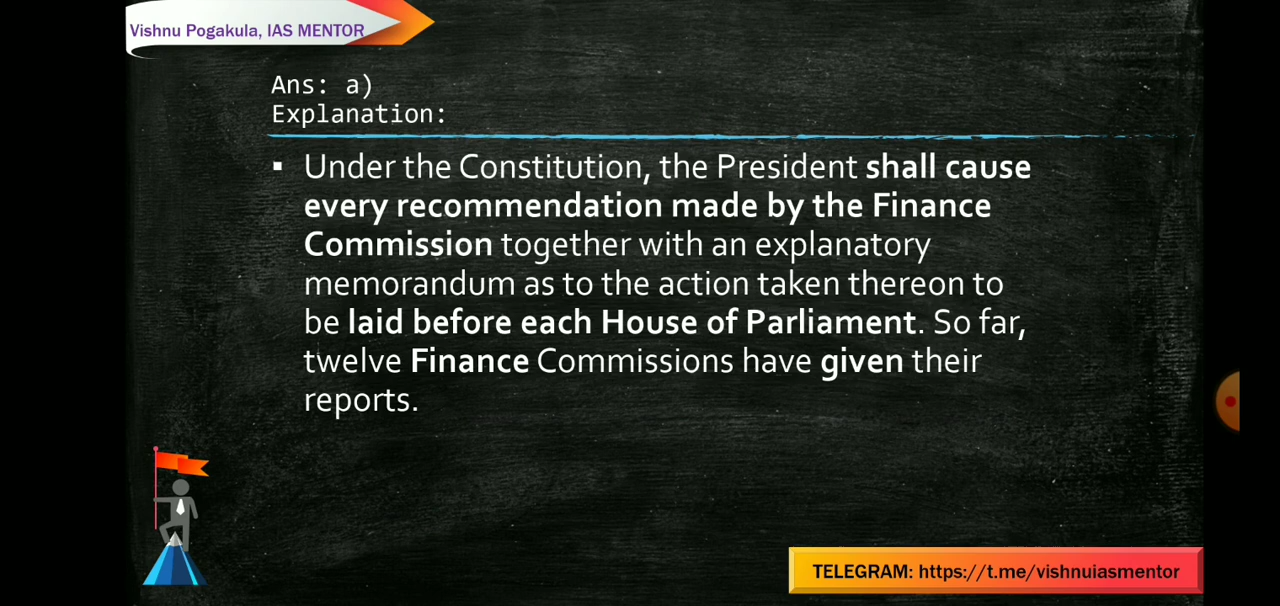 Vishnu Pogakula, IAS MENTOR
Ans: a)
Explanation:
▪ Under the Constitution, the President shall cause
every recommendation made by the Finance
Commission together with an explanatory
memorandum as to the action taken thereon to
be laid before each House of Parliament. So far,
twelve Finance Commissions have given their
reports.
TELEGRAM: https://t.me/vishnuiasmentor